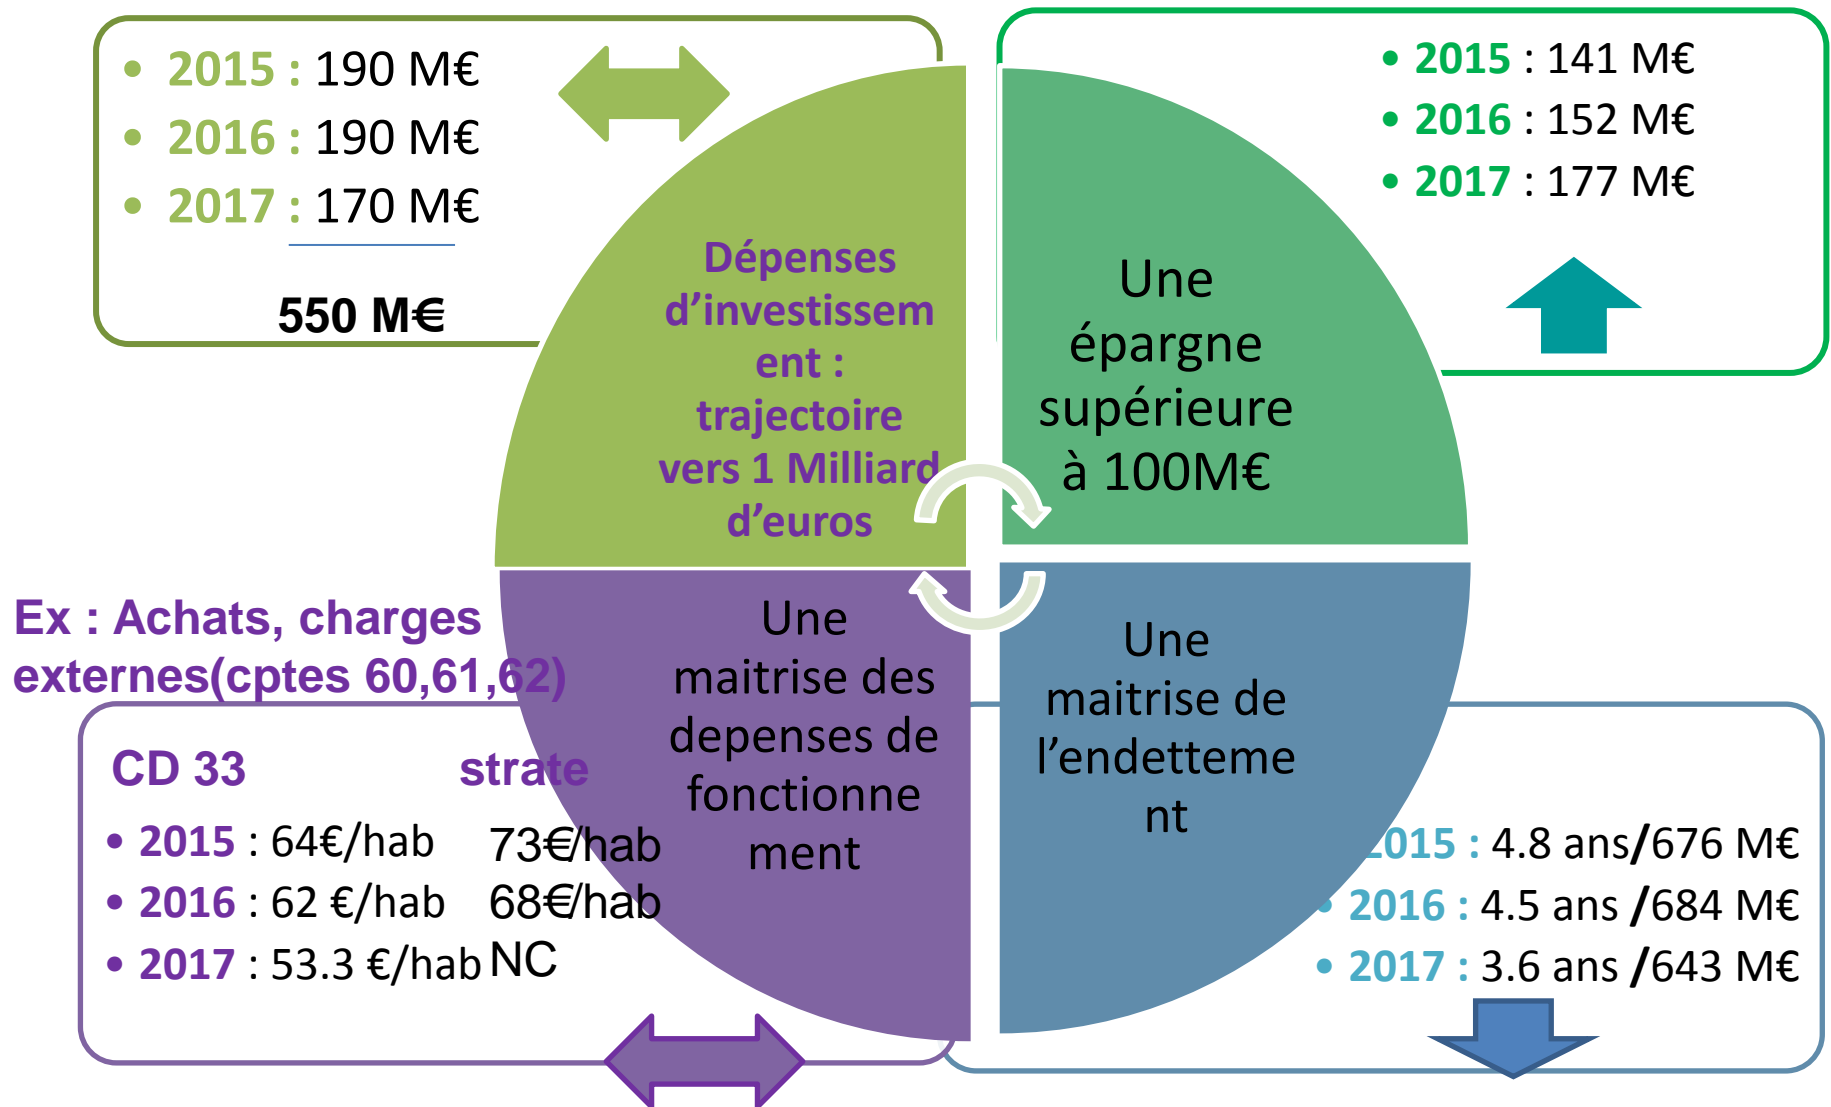 • 2015 : 190 M€
• 2016 : 190 M€
• 2017 : 170 M€
550 M€
• 2015 : 141 M€
• 2016 : 152 M€
• 2017 : 177 M€
Dépenses
d’investissem
ent :
trajectoire
vers 1 Milliard
d’euros
Une
épargne
supérieure
à 100M€
Ex : Achats, charges
externes(cptes 60,61,62)
Une
maitrise des
depenses de
fonctionne
ment
Une
maitrise de
l’endetteme
nt
CD 33 strate
• 2015 : 64€/hab 73€/hab
• 2016 : 62 €/hab 68€/hab
• 2017 : 53.3 €/hab NC
2015 : 4.8 ans/676 M€
• 2016 : 4.5 ans /684 M€
• 2017 : 3.6 ans /643 M€